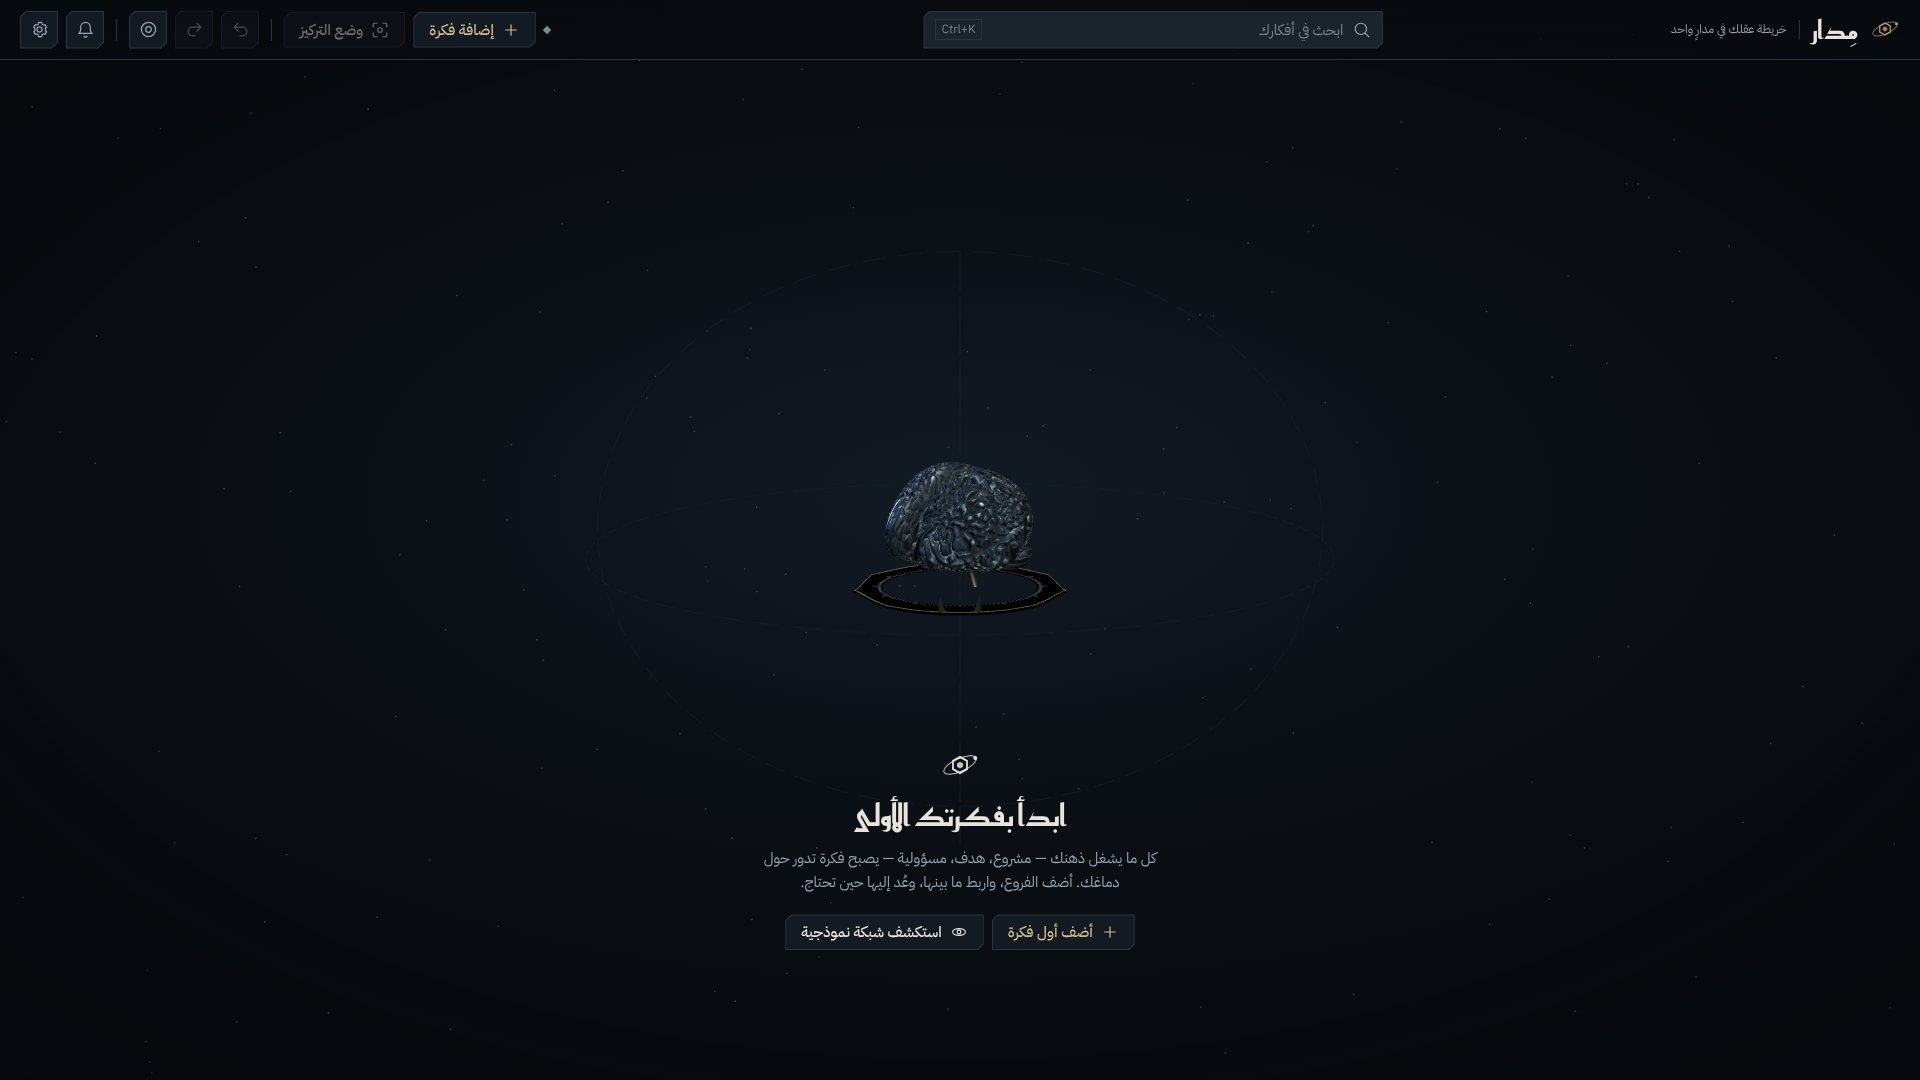 مِدار
خريطة عقلك في مدارٍ واحد
ابحث في أفكارك
Ctrl+K
إضافة فكرة
وضع التركيز
ابدأ بفكرتك الأولى
كل ما يشغل ذهنك — مشروع، هدف، مسؤولية — يصبح فكرة تدور حول
دماغك. أضف الفروع، واربط ما بينها، وعُد إليها حين تحتاج.
أضف أول فكرة
استكشف شبكة نموذجية